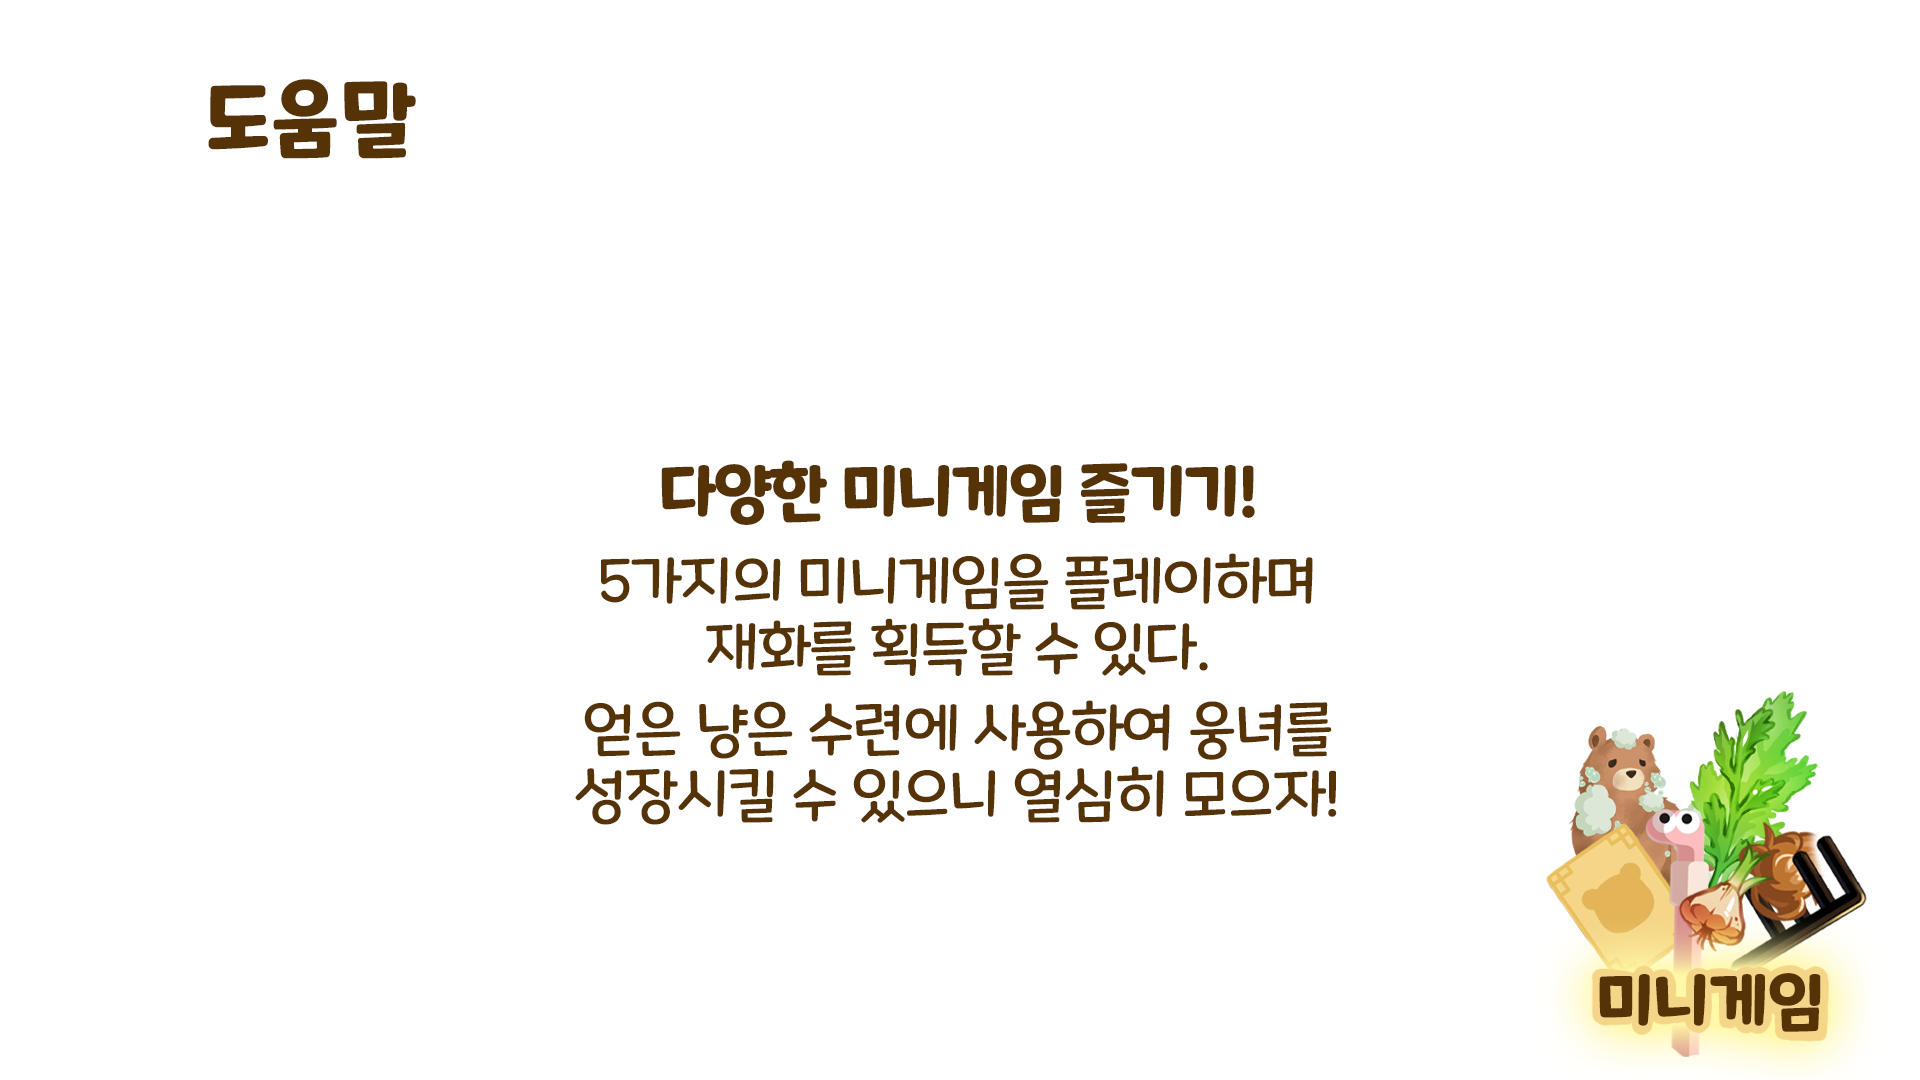 도움말
다양한 미니게임 즐기기!
5가지의 미니게임을 플레이하며
재화를 획득할 수 있다.
얻은 냥은 수련에 사용하여 웅녀를
성장시킬 수 있으니 열심히 모으자!
미니게임